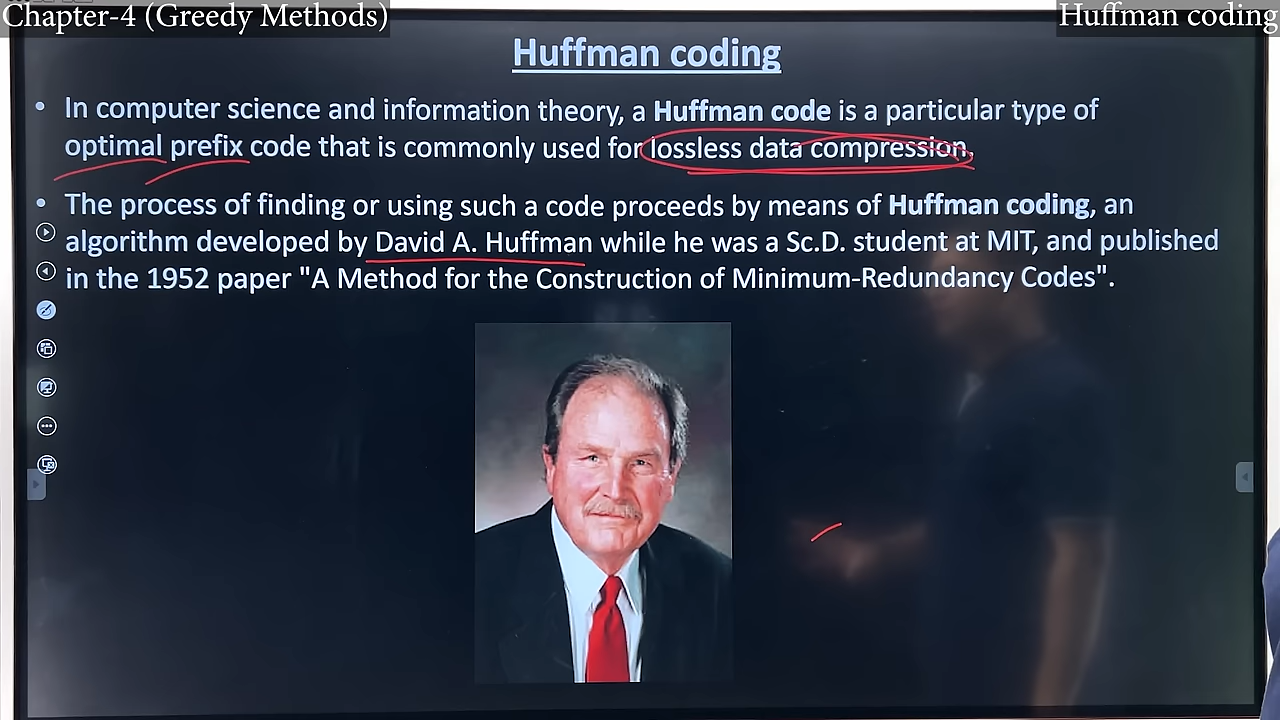 Chapter-4 (Greedy Methods)
Huffman coding
Huffman coding
• In computer science and information theory, a Huffman code is a particular type of
optimal prefix code that is commonly used for lossless data compression.
• The process of finding or using such a code proceeds by means of Huffman coding, an
algorithm developed by David A. Huffman while he was a Sc.D. student at MIT, and published
in the 1952 paper "A Method for the Construction of Minimum-Redundancy Codes".